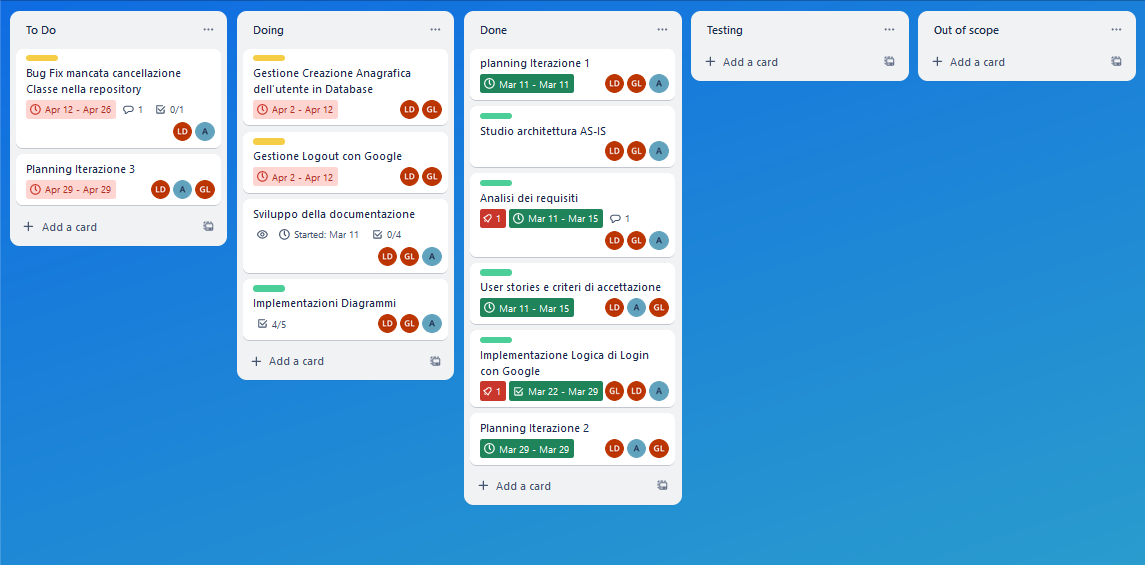 To Do
Bug Fix mancata cancellazione
Classe nella repository
Apr 12 - Apr 26
1
0/1
LD
A
Planning Iterazione 3
Apr 29 - Apr 29
LD
A
GL
Add a card
Doing
Gestione Creazione Anagrafica
dell'utente in Database
Apr 2 - Apr 12
LD
GL
Gestione Logout con Google
Apr 2 - Apr 12
LD
GL
Sviluppo della documentazione
Started: Mar 11
0/4
LD
GL
A
Implementazioni Diagrammi
4/5
LD
GL
A
Add a card
Done
planning Iterazione 1
Mar 11 - Mar 11
LD
GL
A
Studio architettura AS-IS
LD
GL
A
Analisi dei requisiti
1
Mar 11 - Mar 15
1
LD
GL
A
User stories e criteri di accettazione
Mar 11 - Mar 15
LD
A
GL
Implementazione Logica di Login
con Google
1
Mar 22 - Mar 29
GL
LD
A
Planning Iterazione 2
Mar 29 - Mar 29
LD
A
GL
Add a card
Testing
Add a card
Out of scope
Add a card